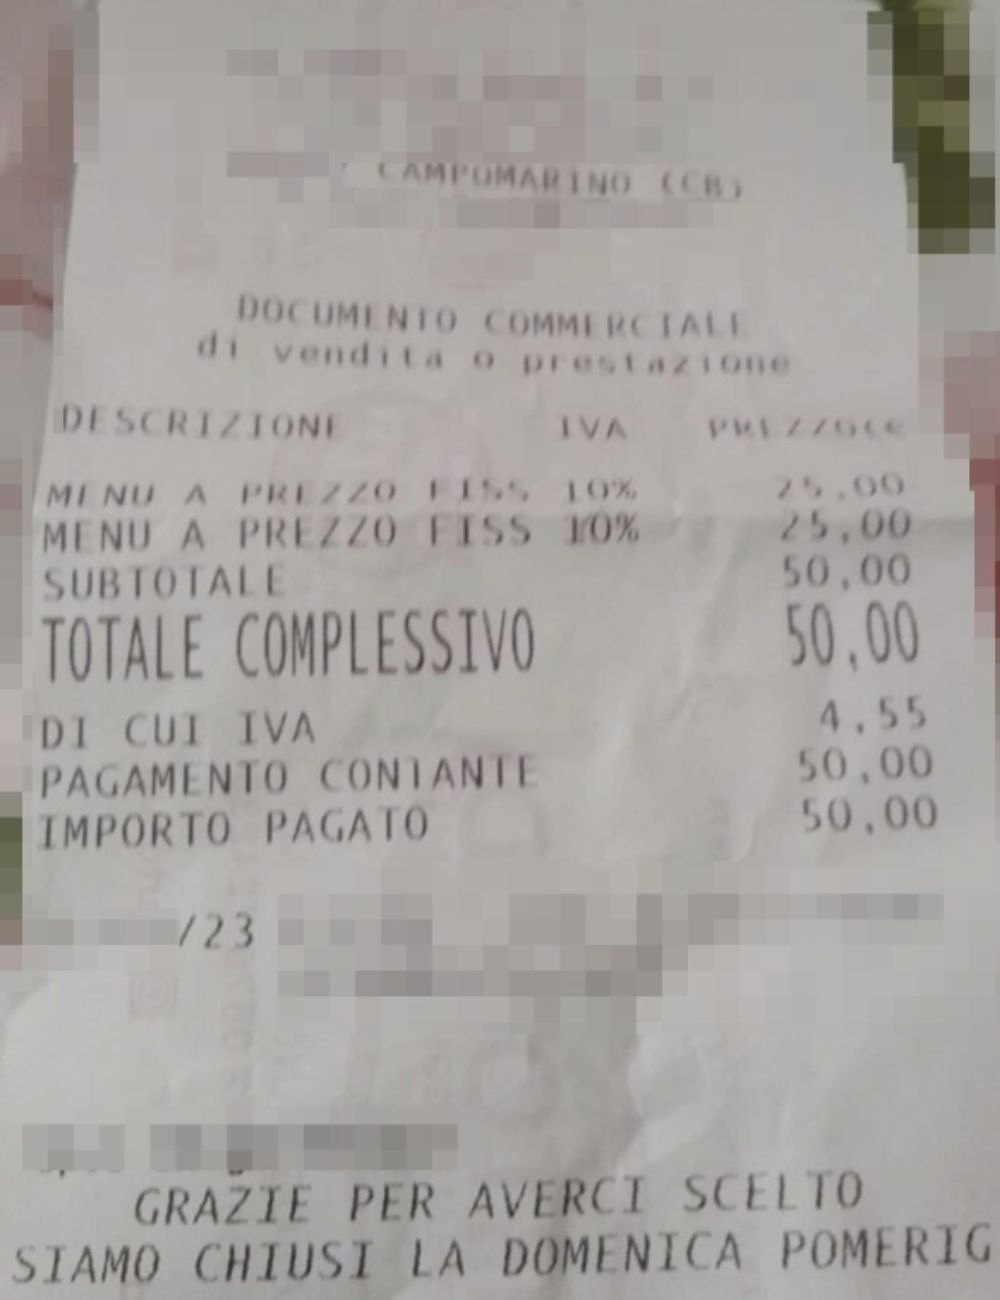 CAMPOMARINO (CB)
DOCUMENTO COMMERCIALE
di vendita o prestazione
DESCRIZIONE IVA PREZZO(€
MENU A PREZZO FISS 10% 25,00
MENU A PREZZO FISS 10% 25,00
SUBTOTALE 50,00
TOTALE COMPLESSIVO 50,00
DI CUI IVA 4,55
PAGAMENTO CONTANTE 50,00
IMPORTO PAGATO 50,00
/23
GRAZIE PER AVERCI SCELTO
SIAMO CHIUSI LA DOMENICA POMERIG